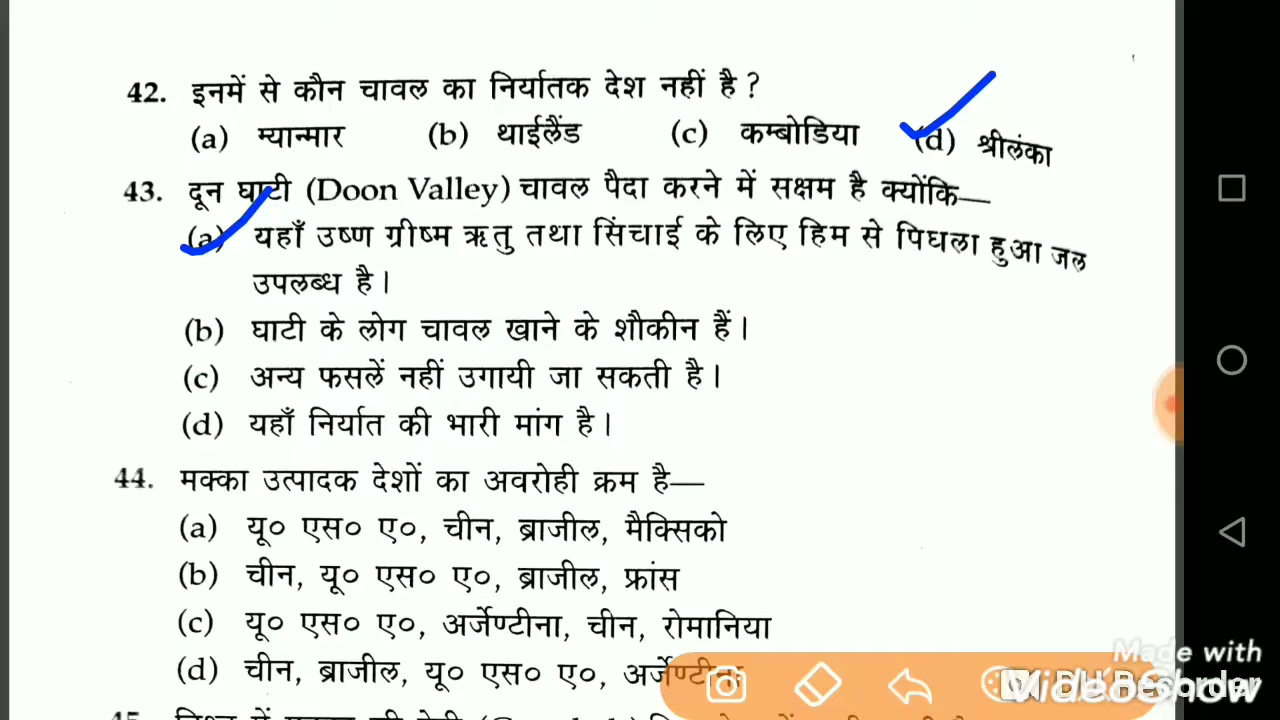 42. इनमें से कौन चावल का निर्यातक देश नहीं है ?
(a) म्यान्मार (b) थाईलैंड (c) कम्बोडिया (d) श्रीलंका
43. दून घाटी (Doon Valley) चावल पैदा करने में सक्षम है क्योंकि—
(a) यहाँ उष्ण ग्रीष्म ऋतु तथा सिंचाई के लिए हिम से पिघला हुआ जल
उपलब्ध है।
(b) घाटी के लोग चावल खाने के शौकीन हैं।
(c) अन्य फसलें नहीं उगायी जा सकती है।
(d) यहाँ निर्यात की भारी मांग है।
44. मक्का उत्पादक देशों का अवरोही क्रम है—
(a) यू० एस० ए०, चीन, ब्राजील, मैक्सिको
(b) चीन, यू० एस० ए०, ब्राजील, फ्रांस
(c) यू० एस० ए०, अर्जेण्टीना, चीन, रोमानिया
(d) चीन, ब्राजील, यू० एस० ए०, अर्जेण्टीना
Made with
VideoShow
45.